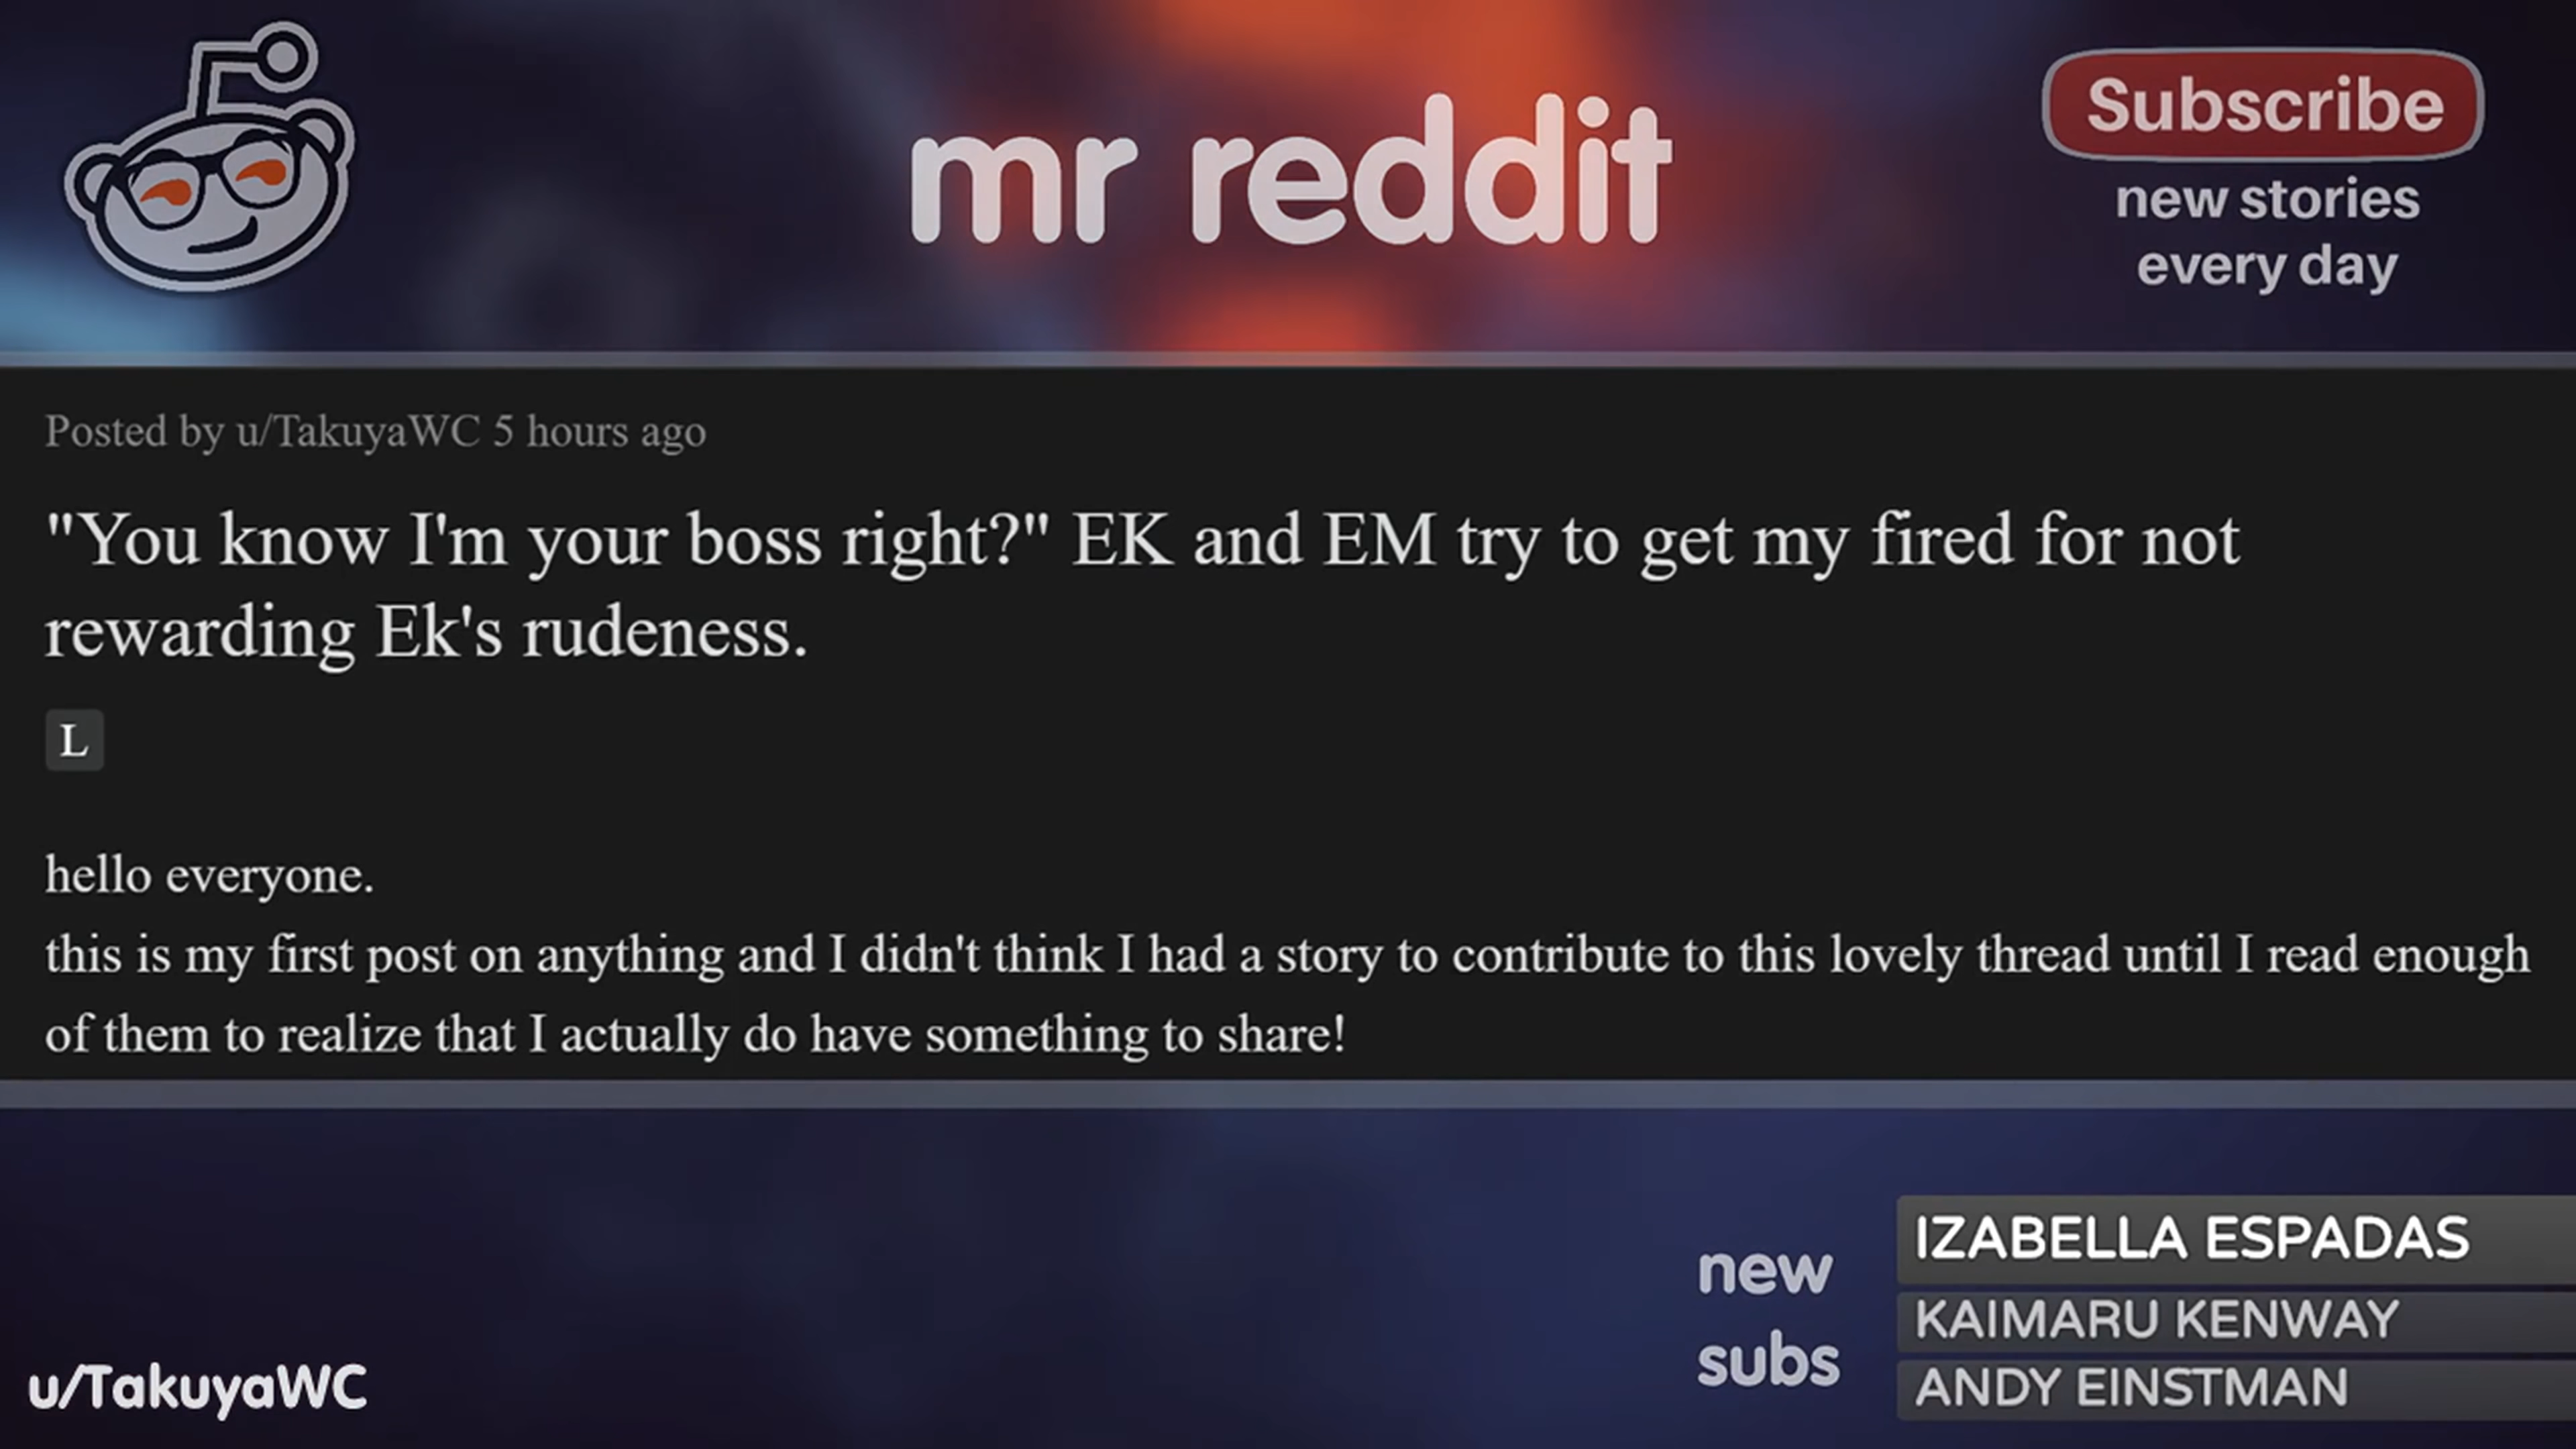 mr reddit
Subscribe
new stories
every day
Posted by u/TakuyaWC 5 hours ago
"You know I'm your boss right?" EK and EM try to get my fired for not
rewarding Ek's rudeness.
L
hello everyone.
this is my first post on anything and I didn't think I had a story to contribute to this lovely thread until I read enough
of them to realize that I actually do have something to share!
new
subs
IZABELLA ESPADAS
KAIMARU KENWAY
ANDY EINSTMAN
u/TakuyaWC